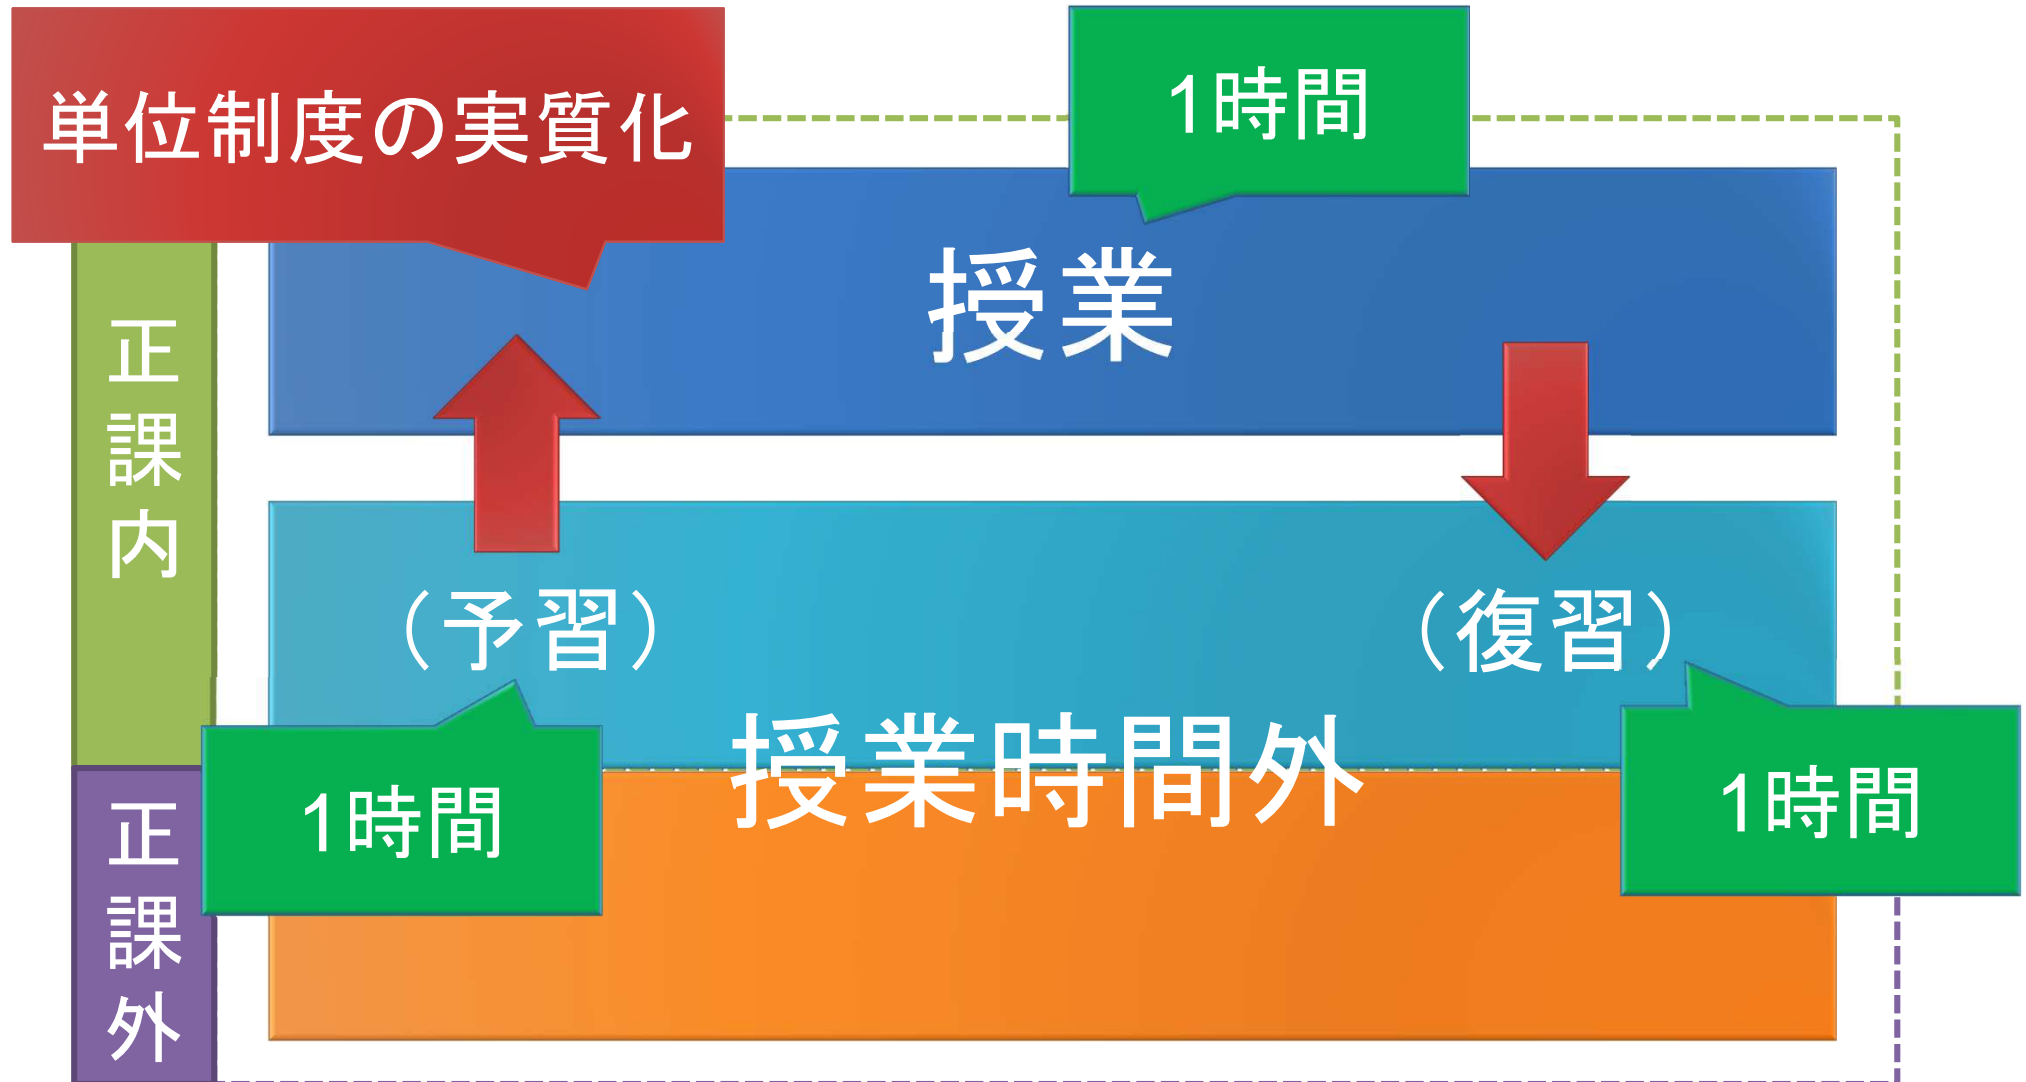 単位制度の実質化
1時間
授業
正課内
（予習）
（復習）
授業時間外
1時間
1時間
正課外